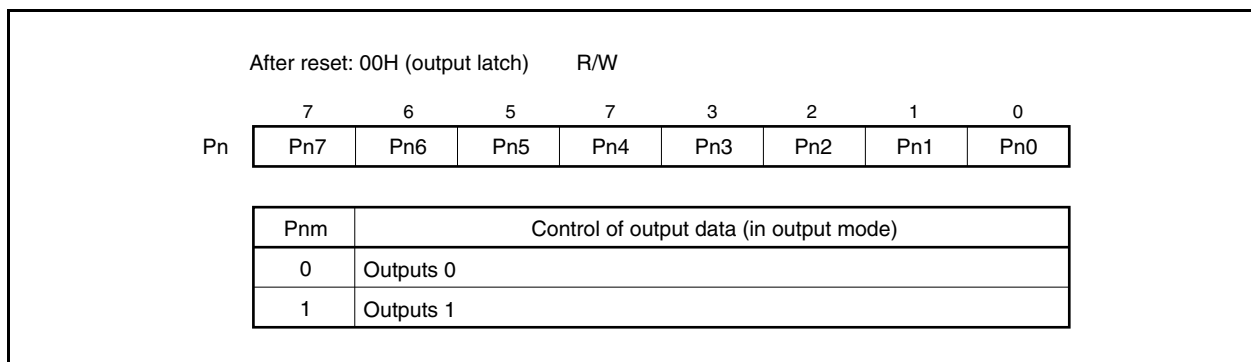 After reset: 00H (output latch) R/W
7 6 5 7 3 2 1 0
Pn Pn7 Pn6 Pn5 Pn4 Pn3 Pn2 Pn1 Pn0
Pnm Control of output data (in output mode)
0 Outputs 0
1 Outputs 1